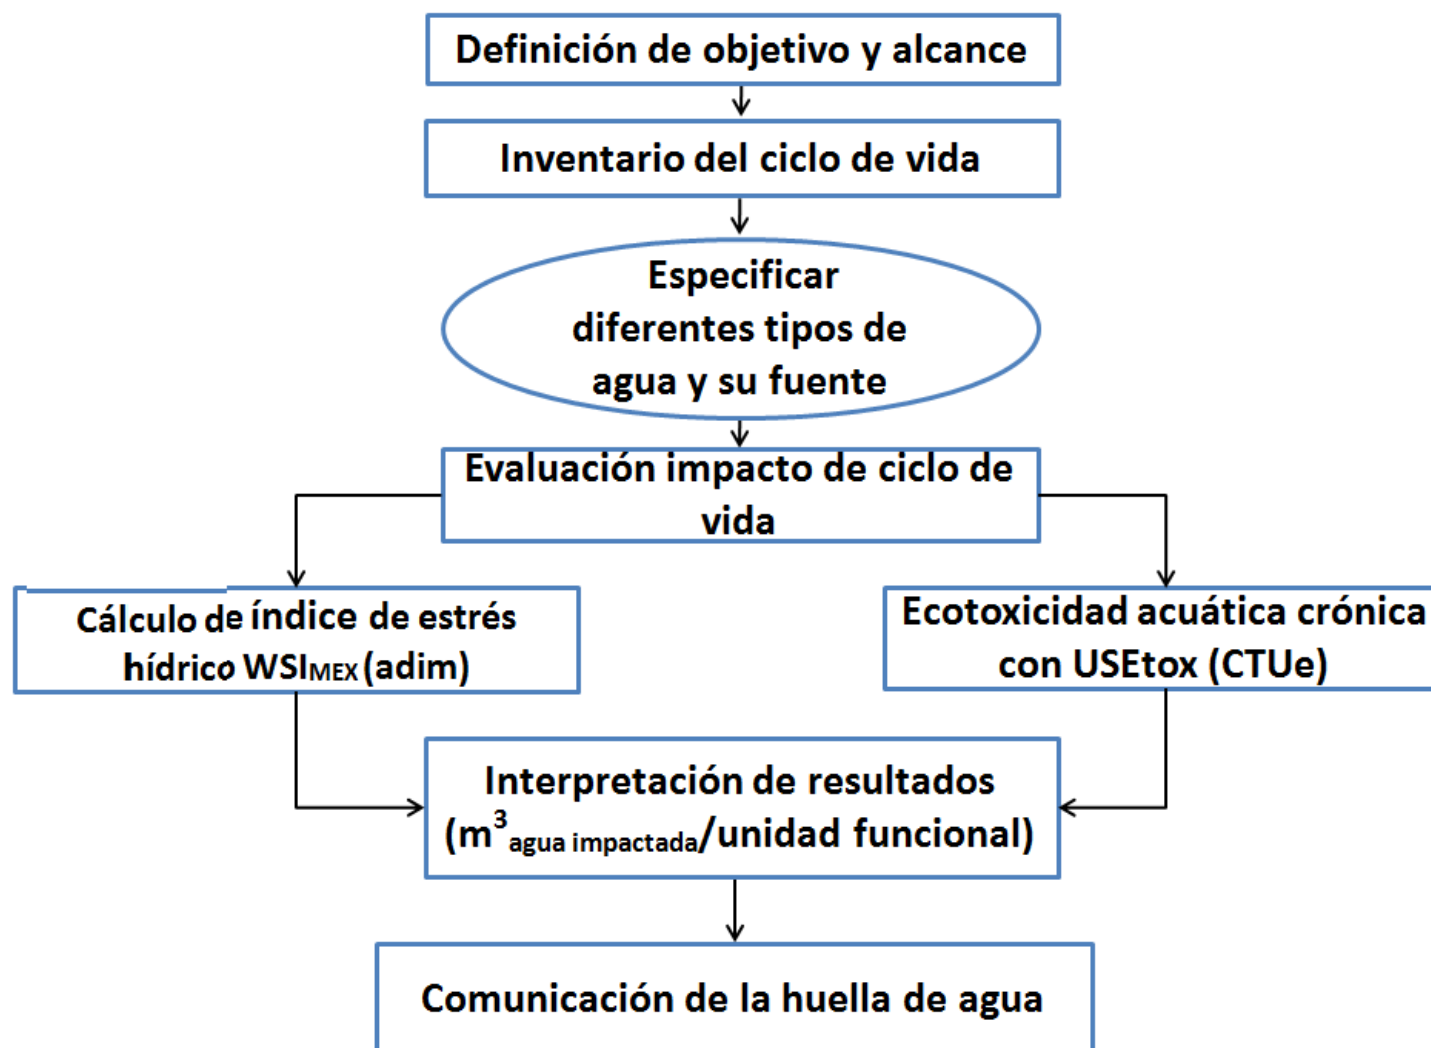 Definición de objetivo y alcance
Inventario del ciclo de vida
Especificar
diferentes tipos de
agua y su fuente
Evaluación impacto de ciclo de
vida
Cálculo de índice de estrés
hídrico WSIMEX (adim)
Ecotoxicidad acuática crónica
con USEtox (CTUe)
Interpretación de resultados
(m³agua impactada/unidad funcional)
Comunicación de la huella de agua